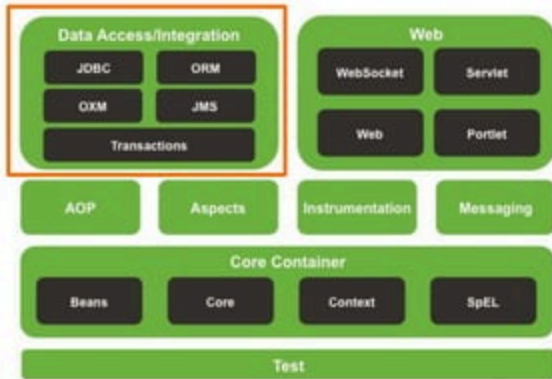 Data Access/Integration
JDBC ORM
OXM JMS
Transactions
Web
WebSocket Servlet
Web Portlet
AOP Aspects Instrumentation Messaging
Core Container
Beans Core Context SpEL
Test